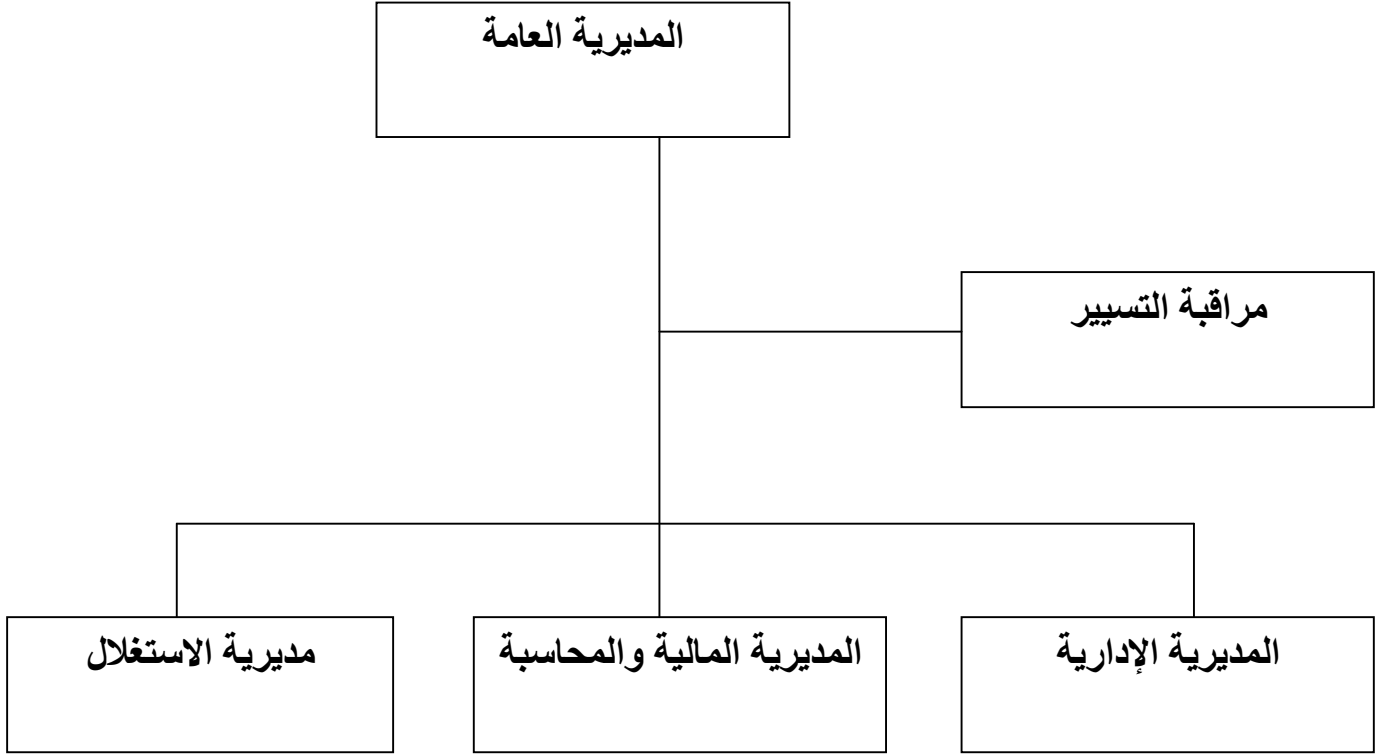 المديرية العامة
مراقبة التسيير
المديرية الإدارية
المديرية المالية والمحاسبة
مديرية الاستغلال